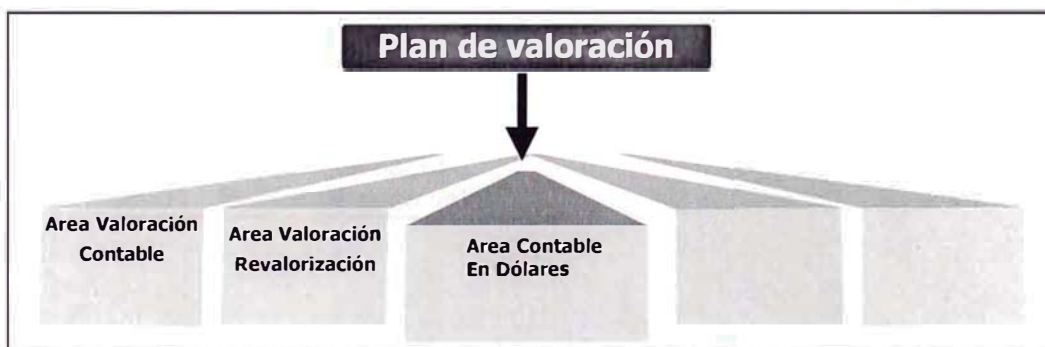 Plan de valoración
Area Valoración
Contable
Area Valoración
Revalorización
Area Contable
En Dólares